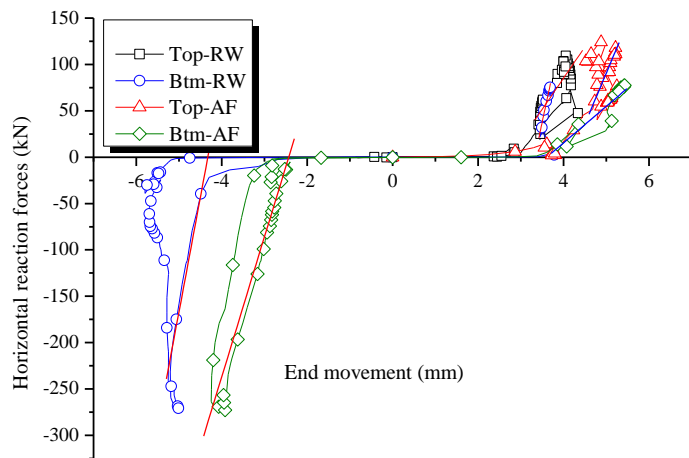 150
100
50
0
-50
-100
-150
-200
-250
-300
Horizontal reaction forces (kN)
Top-RW
Btm-RW
Top-AF
Btm-AF
-6 -4 -2 0 2 4 6
End movement (mm)